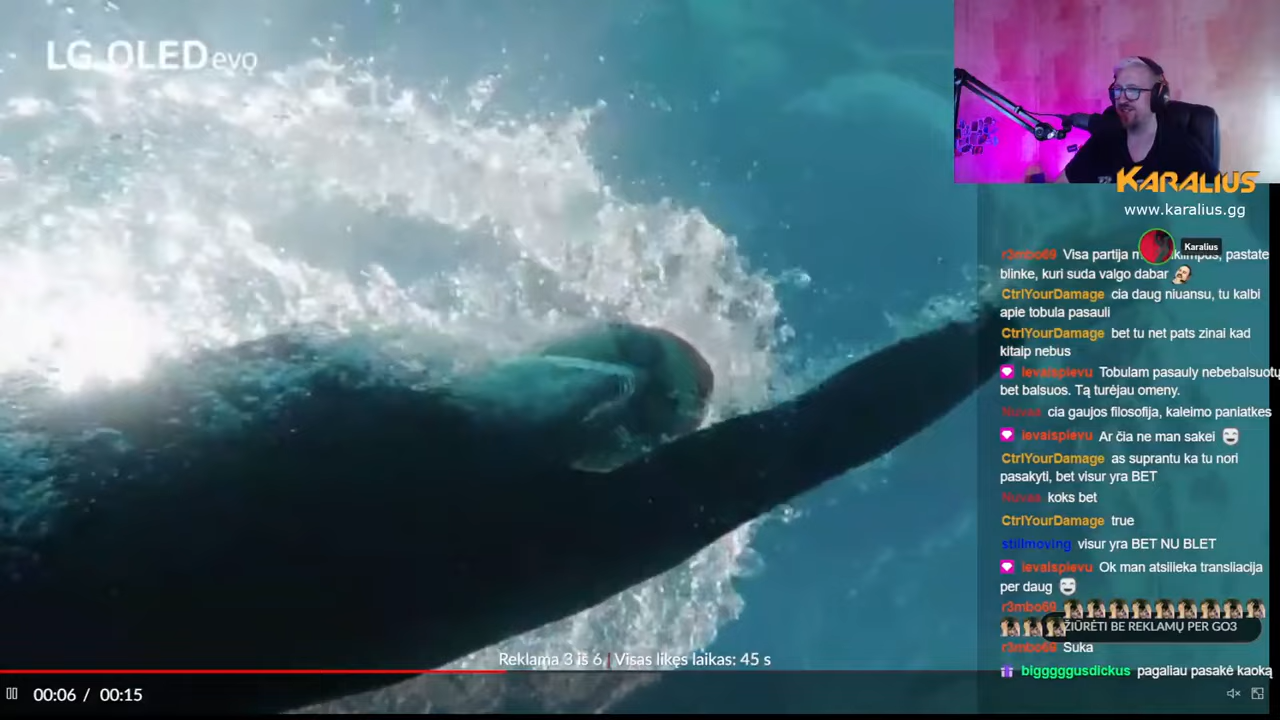 LG OLED evo
KARALIUS
www.karalius.gg
Karalius
r3mbo69 Visa partija pastate
blinke, kuri suda valgo dabar
CtrlYourDamage cia daug niuansu, tu kalbi
apie tobula pasauli
CtrlYourDamage bet tu net pats zinai kad
kitaip nebus
ievaispievu Tobulam pasauly nebebalsuotų
bet balsuos. Tą turėjau omeny.
Nuvaa cia gaujos filosofija, kaleimo paniatkes
ievaispievu Ar čia ne man sakei
CtrlYourDamage as suprantu ka tu nori
pasakyti, bet visur yra BET
Nuvaa koks bet
CtrlYourDamage true
stillmoving visur yra BET NU BLET
ievaispievu Ok man atsilieka transliacija
per daug
r3mbo69
ŽIŪRĖTI BE REKLAMŲ PER GO3
r3mbo69 Suka
bigggggusdickus pagaliau pasakė kaoką
Reklama 3 iš 6 | Visas likęs laikas: 45 s
00:06 / 00:15